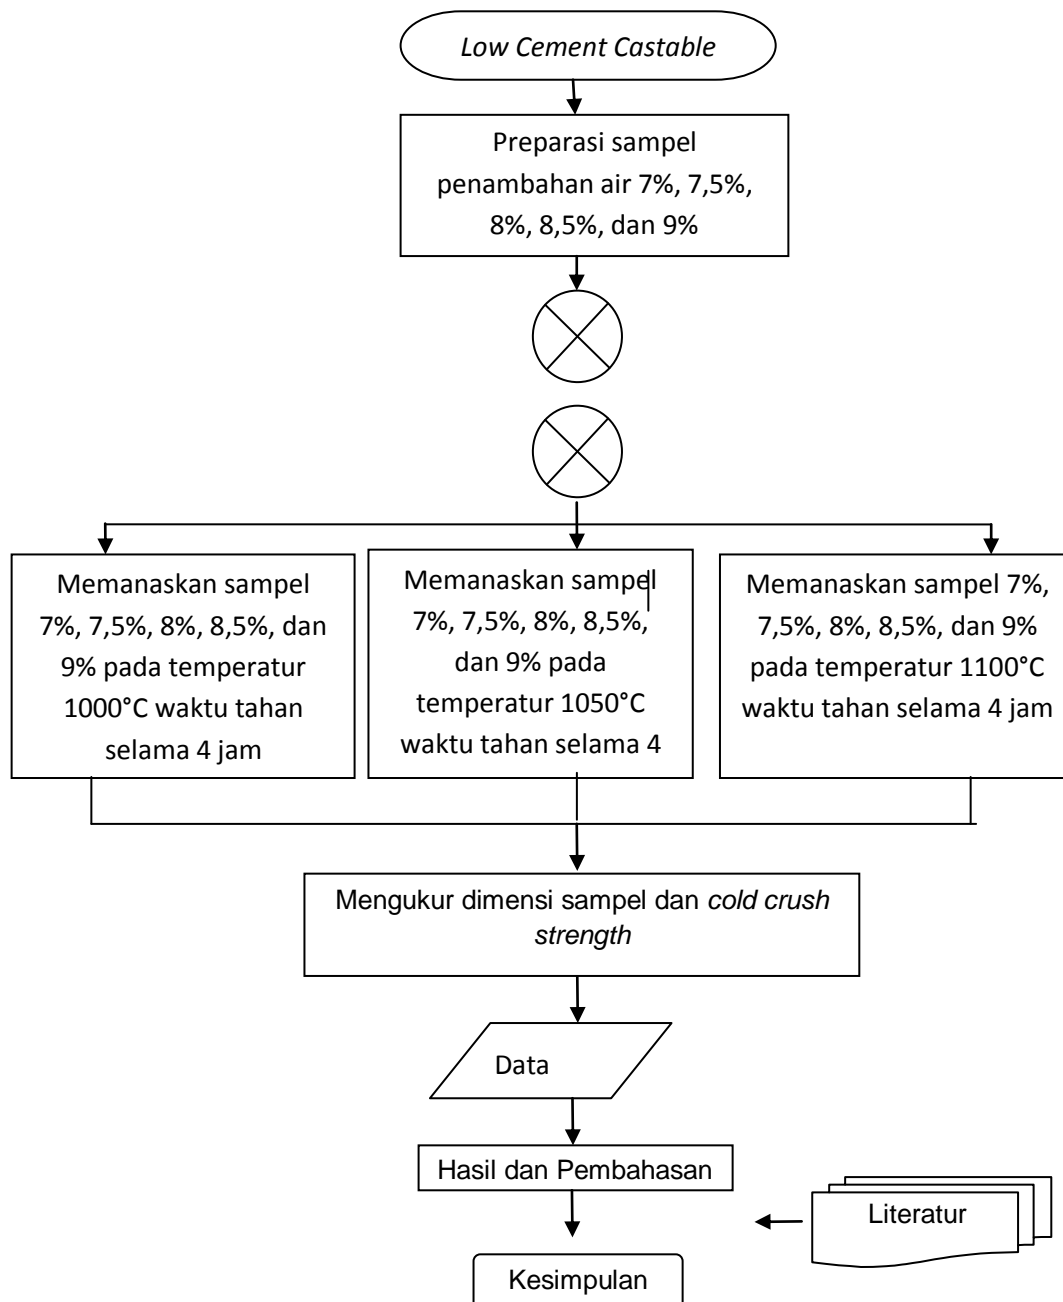 Low Cement Castable
Preparasi sampel
penambahan air 7%, 7,5%,
8%, 8,5%, dan 9%
Memanaskan sampel
7%, 7,5%, 8%, 8,5%, dan
9% pada temperatur
1000°C waktu tahan
selama 4 jam
Memanaskan sampel
7%, 7,5%, 8%, 8,5%,
dan 9% pada
temperatur 1050°C
waktu tahan selama 4
Memanaskan sampel 7%,
7,5%, 8%, 8,5%, dan 9%
pada temperatur 1100°C
waktu tahan selama 4 jam
Mengukur dimensi sampel dan cold crush
strength
Data
Hasil dan Pembahasan
Literatur
Kesimpulan